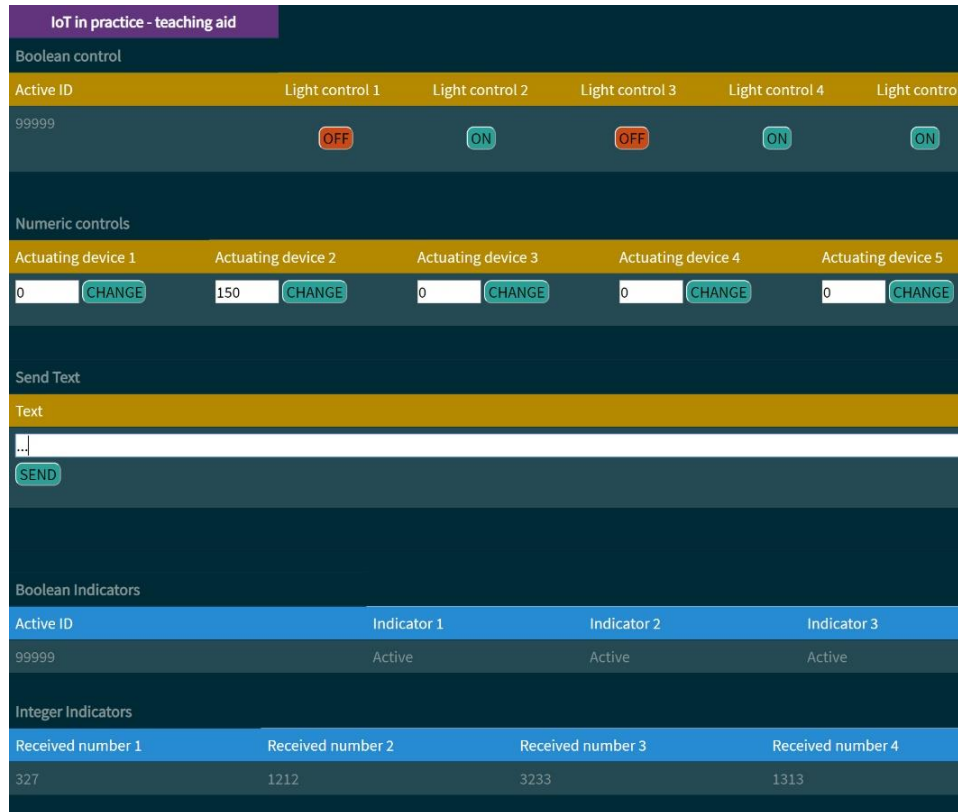 IoT in practice - teaching aid
Boolean control
Active ID Light control 1 Light control 2 Light control 3 Light control 4 Light contro
99999
OFF ON OFF ON ON
Numeric controls
Actuating device 1 Actuating device 2 Actuating device 3 Actuating device 4 Actuating device 5
0 CHANGE 150 CHANGE 0 CHANGE 0 CHANGE 0 CHANGE
Send Text
Text
...
SEND
Boolean Indicators
Active ID Indicator 1 Indicator 2 Indicator 3
99999 Active Active Active
Integer Indicators
Received number 1 Received number 2 Received number 3 Received number 4
327 1212 3233 1313